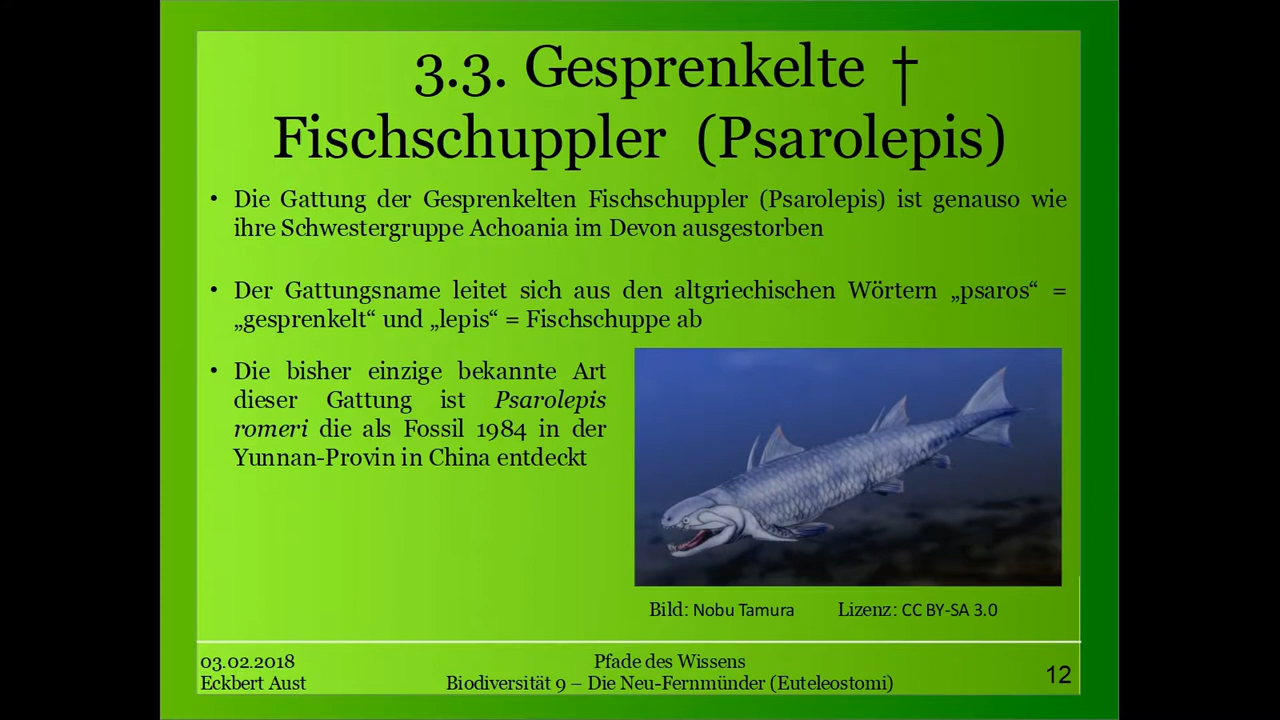 3.3. Gesprenkelte †
Fischschuppler (Psarolepis)
• Die Gattung der Gesprenkelten Fischschuppler (Psarolepis) ist genauso wie
ihre Schwestergruppe Achoania im Devon ausgestorben
• Der Gattungsname leitet sich aus den altgriechischen Wörtern „psaros“ =
„gesprenkelt“ und „lepis“ = Fischschuppe ab
• Die bisher einzige bekannte Art
dieser Gattung ist Psarolepis
romeri die als Fossil 1984 in der
Yunnan-Provin in China entdeckt
Bild: Nobu Tamura Lizenz: CC BY-SA 3.0
03.02.2018
Eckbert Aust
Pfade des Wissens
Biodiversität 9 – Die Neu-Fernmünder (Euteleostomi)
12